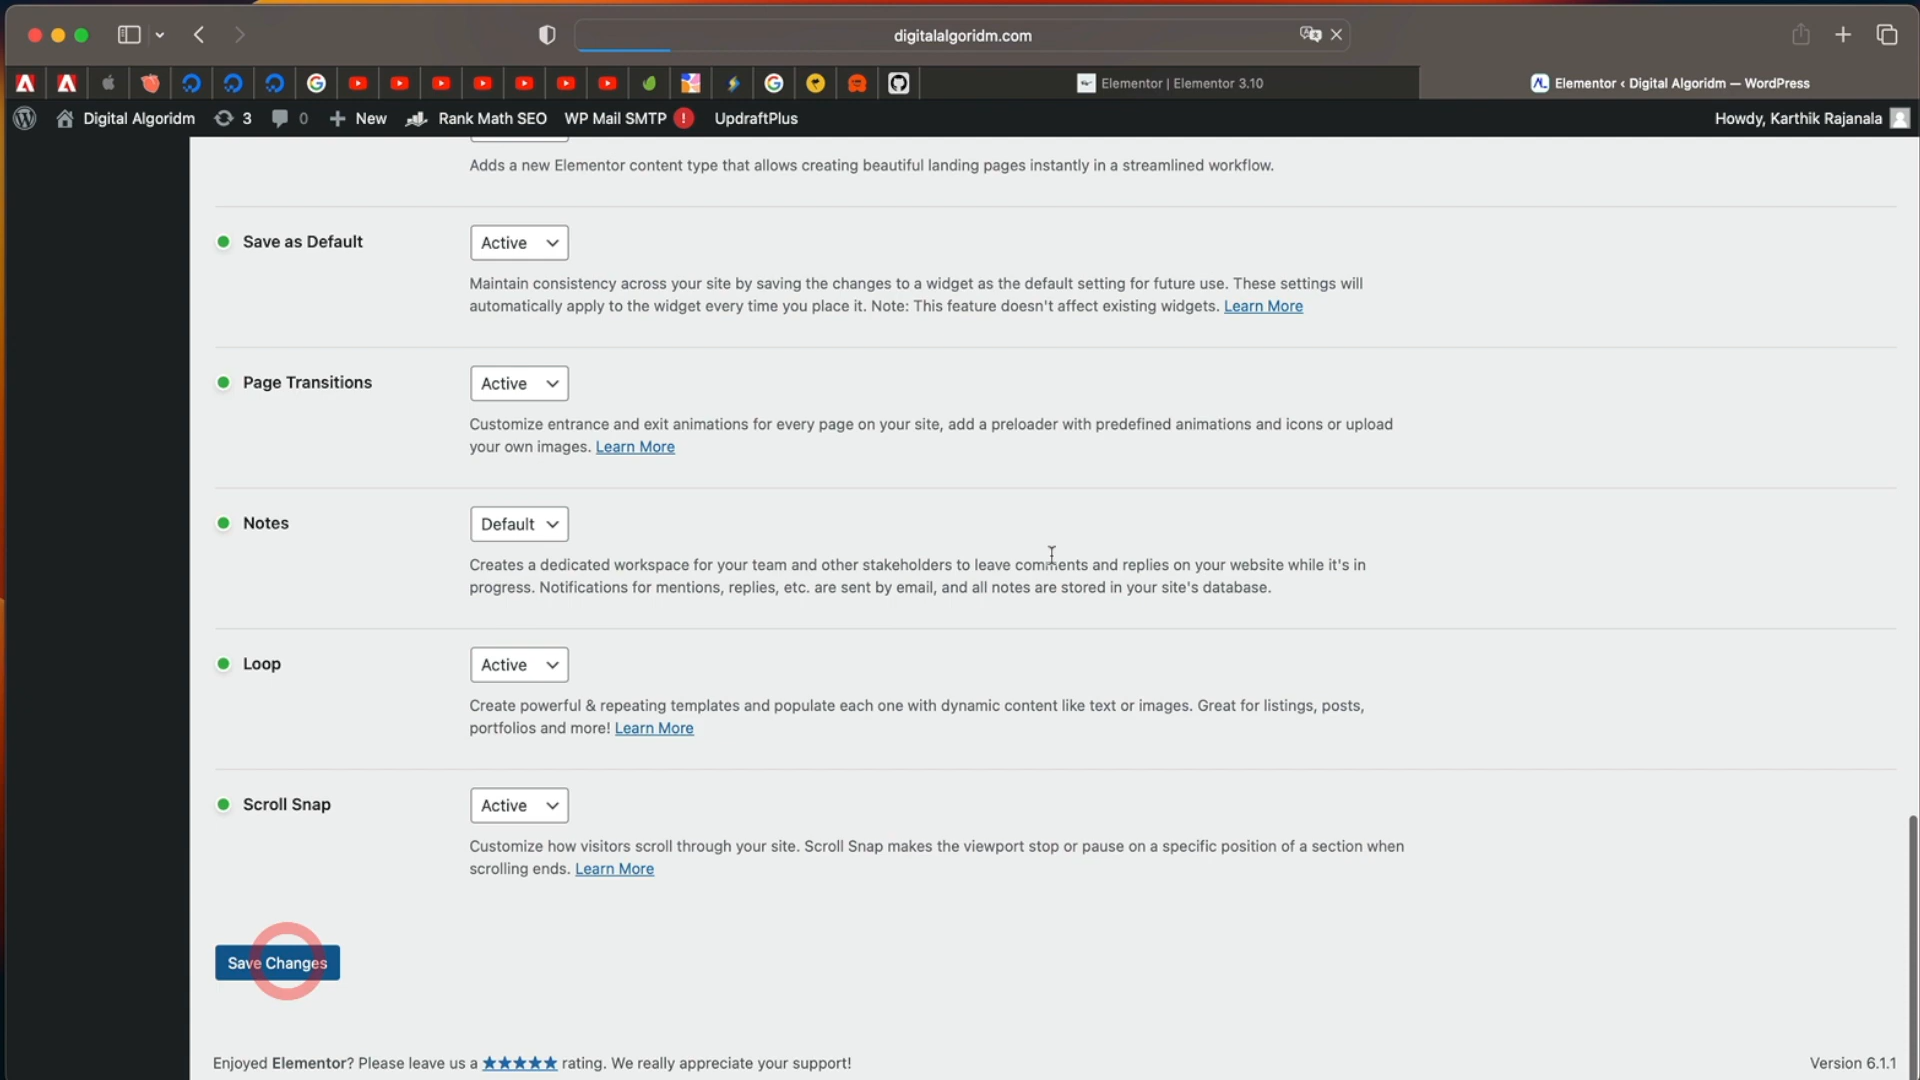 digitalalgoridm.com
Elementor | Elementor 3.10
Elementor < Digital Algoridm — WordPress
Digital Algoridm 3 0 New Rank Math SEO WP Mail SMTP ! UpdraftPlus
Howdy, Karthik Rajanala
Adds a new Elementor content type that allows creating beautiful landing pages instantly in a streamlined workflow.
Save as Default
Active
Maintain consistency across your site by saving the changes to a widget as the default setting for future use. These settings will
automatically apply to the widget every time you place it. Note: This feature doesn't affect existing widgets. Learn More
Page Transitions
Active
Customize entrance and exit animations for every page on your site, add a preloader with predefined animations and icons or upload
your own images. Learn More
Notes
Default
Creates a dedicated workspace for your team and other stakeholders to leave comments and replies on your website while it's in
progress. Notifications for mentions, replies, etc. are sent by email, and all notes are stored in your site's database.
Loop
Active
Create powerful & repeating templates and populate each one with dynamic content like text or images. Great for listings, posts,
portfolios and more! Learn More
Scroll Snap
Active
Customize how visitors scroll through your site. Scroll Snap makes the viewport stop or pause on a specific position of a section when
scrolling ends. Learn More
Save Changes
Enjoyed Elementor? Please leave us a ★★★★★ rating. We really appreciate your support!
Version 6.1.1